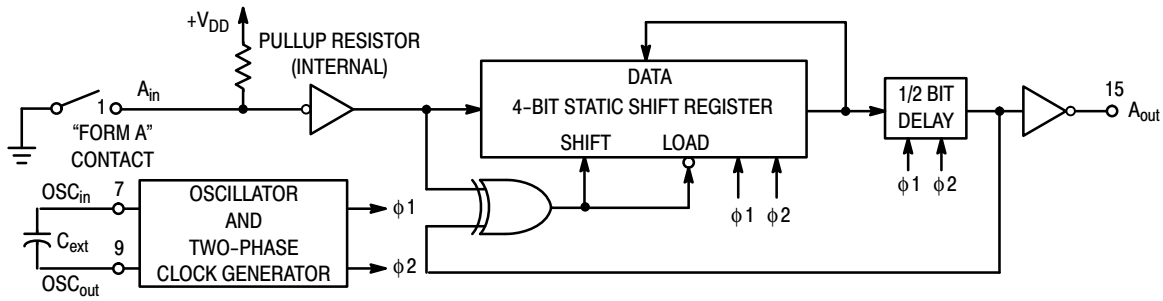 +VDD
PULLUP RESISTOR
(INTERNAL)
1
Ain
"FORM A"
CONTACT
DATA
4–BIT STATIC SHIFT REGISTER
SHIFT LOAD
ϕ1 ϕ2
1/2 BIT
DELAY
ϕ1 ϕ2
15
Aout
OSCin
7
Cext
9
OSCout
OSCILLATOR
AND
TWO–PHASE
CLOCK GENERATOR
ϕ1
ϕ2